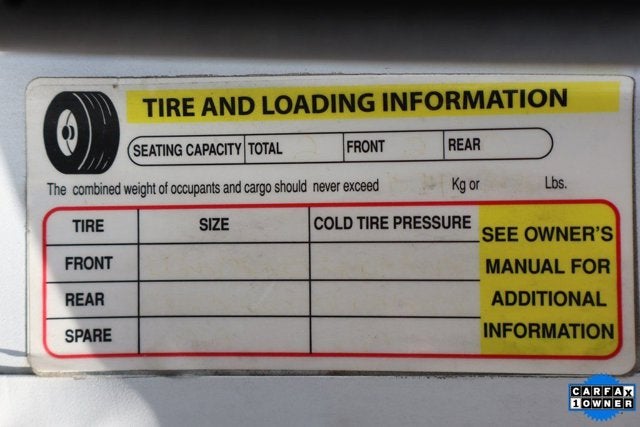 TIRE AND LOADING INFORMATION
SEATING CAPACITY TOTAL FRONT REAR
The combined weight of occupants and cargo should never exceed Kg or Lbs.
TIRE SIZE COLD TIRE PRESSURE
FRONT
REAR
SPARE
SEE OWNER'S
MANUAL FOR
ADDITIONAL
INFORMATION
CARFAX
1 OWNER